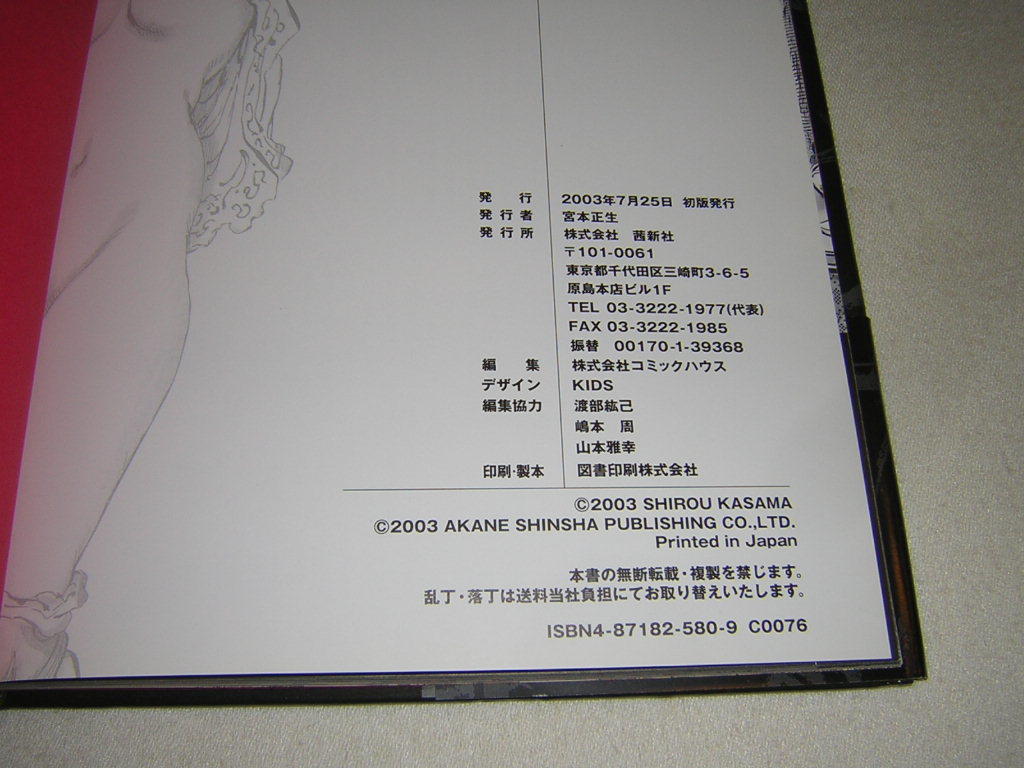 発 行 2003年7月25日 初版発行
発行者 宮本正生
発行所 株式会社 茜新社
〒101-0061
東京都千代田区三崎町3-6-5
原島本店ビル1F
TEL 03-3222-1977(代表)
FAX 03-3222-1985
振替 00170-1-39368
編 集 株式会社コミックハウス
デザイン KIDS
編集協力 渡部紘己
嶋本 周
山本雅幸
印刷・製本 図書印刷株式会社
©2003 SHIROU KASAMA
©2003 AKANE SHINSHA PUBLISHING CO.,LTD.
Printed in Japan
本書の無断転載・複製を禁じます。
乱丁・落丁は送料当社負担にてお取り替えいたします。
ISBN4-87182-580-9 C0076